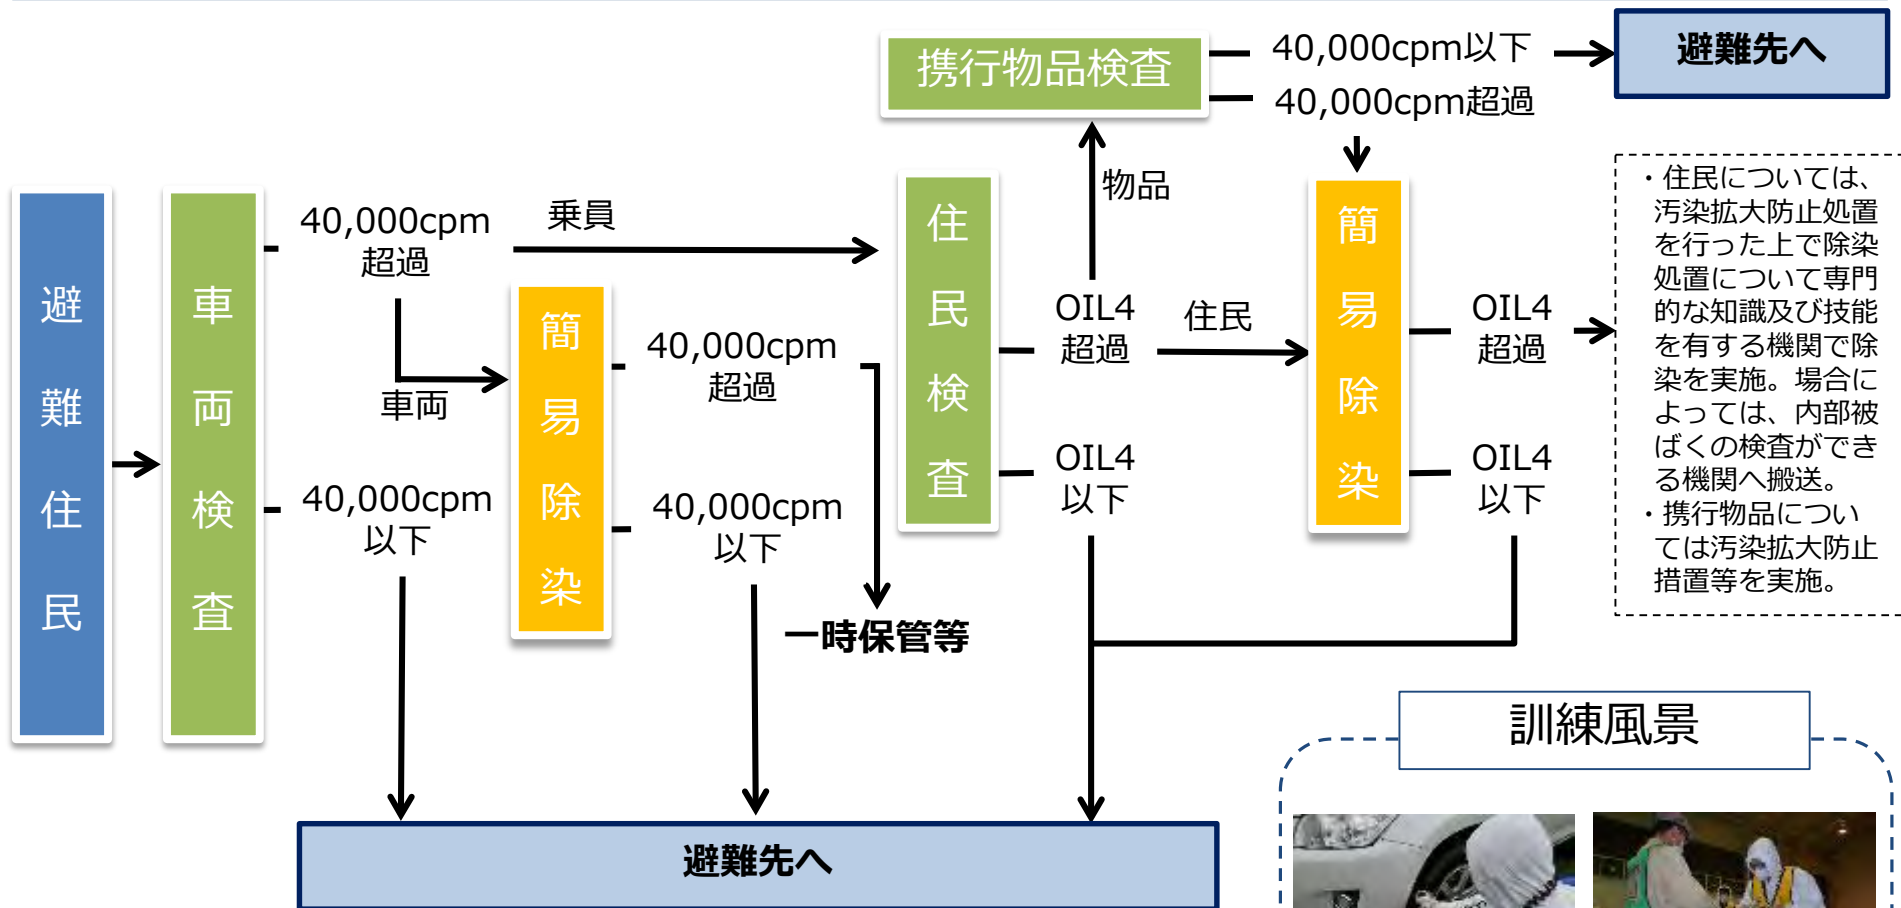 避難住民
車両検査
40,000cpm
超過
乗員
車両
40,000cpm
以下
簡易除染
40,000cpm
超過
一時保管等
40,000cpm
以下
住民検査
物品
携行物品検査
40,000cpm以下
避難先へ
40,000cpm超過
OIL4
超過
住民
OIL4
以下
簡易除染
OIL4
超過
OIL4
以下
・住民については、
汚染拡大防止処置
を行った上で除染
処置について専門
的な知識及び技能
を有する機関で除
染を実施。場合に
よっては、内部被
ばくの検査ができ
る機関へ搬送。
・携行物品につい
ては汚染拡大防止
措置等を実施。
避難先へ
訓練風景